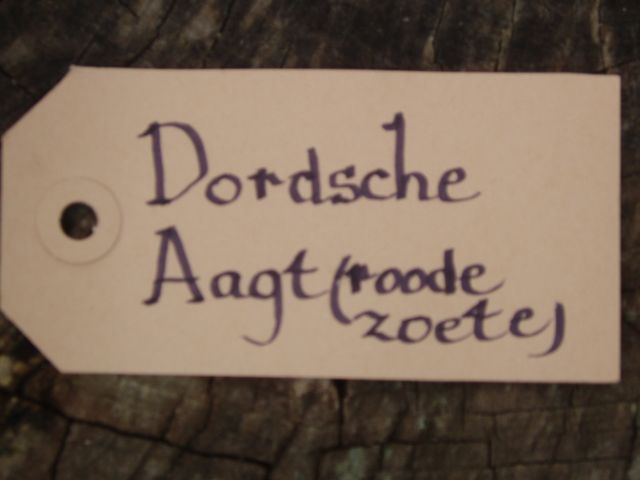 Dordsche
Aagt (roode
zoete)